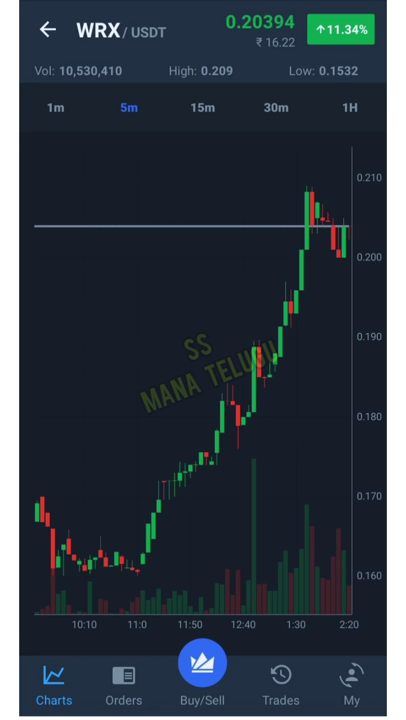 WRX / USDT
0.20394
₹ 16.22
↑11.34%
Vol: 10,530,410 High: 0.209 Low: 0.1532
1m 5m 15m 30m 1H
0.210
0.200
0.190
0.180
0.170
0.160
SS
MANA TELUGU
10:10 11:0 11:50 12:40 1:30 2:20
Charts Orders Buy/Sell Trades My